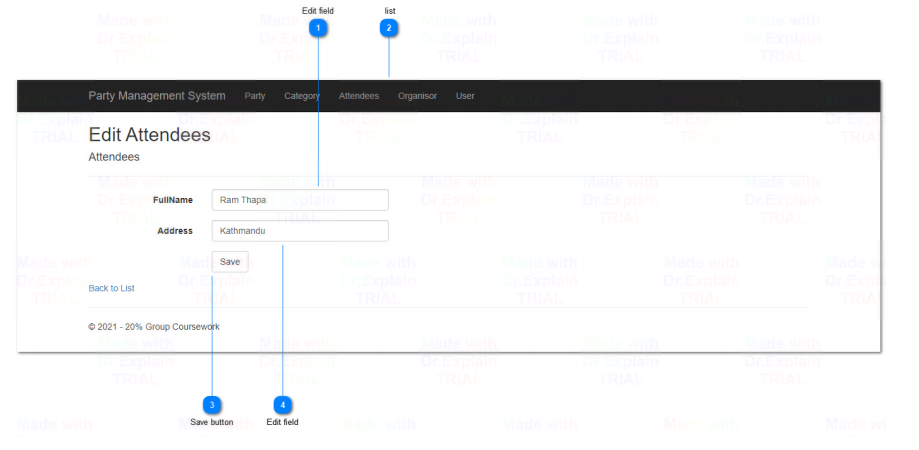 Edit field list
1 2
Party Management System Party Category Attendees Organisor User
Edit Attendees
Attendees
FullName Ram Thapa
Address Kathmandu
Save
Back to List
© 2021 - 20% Group Coursework
3 4
Save button Edit field
Made with
Dr.Explain
TRIAL